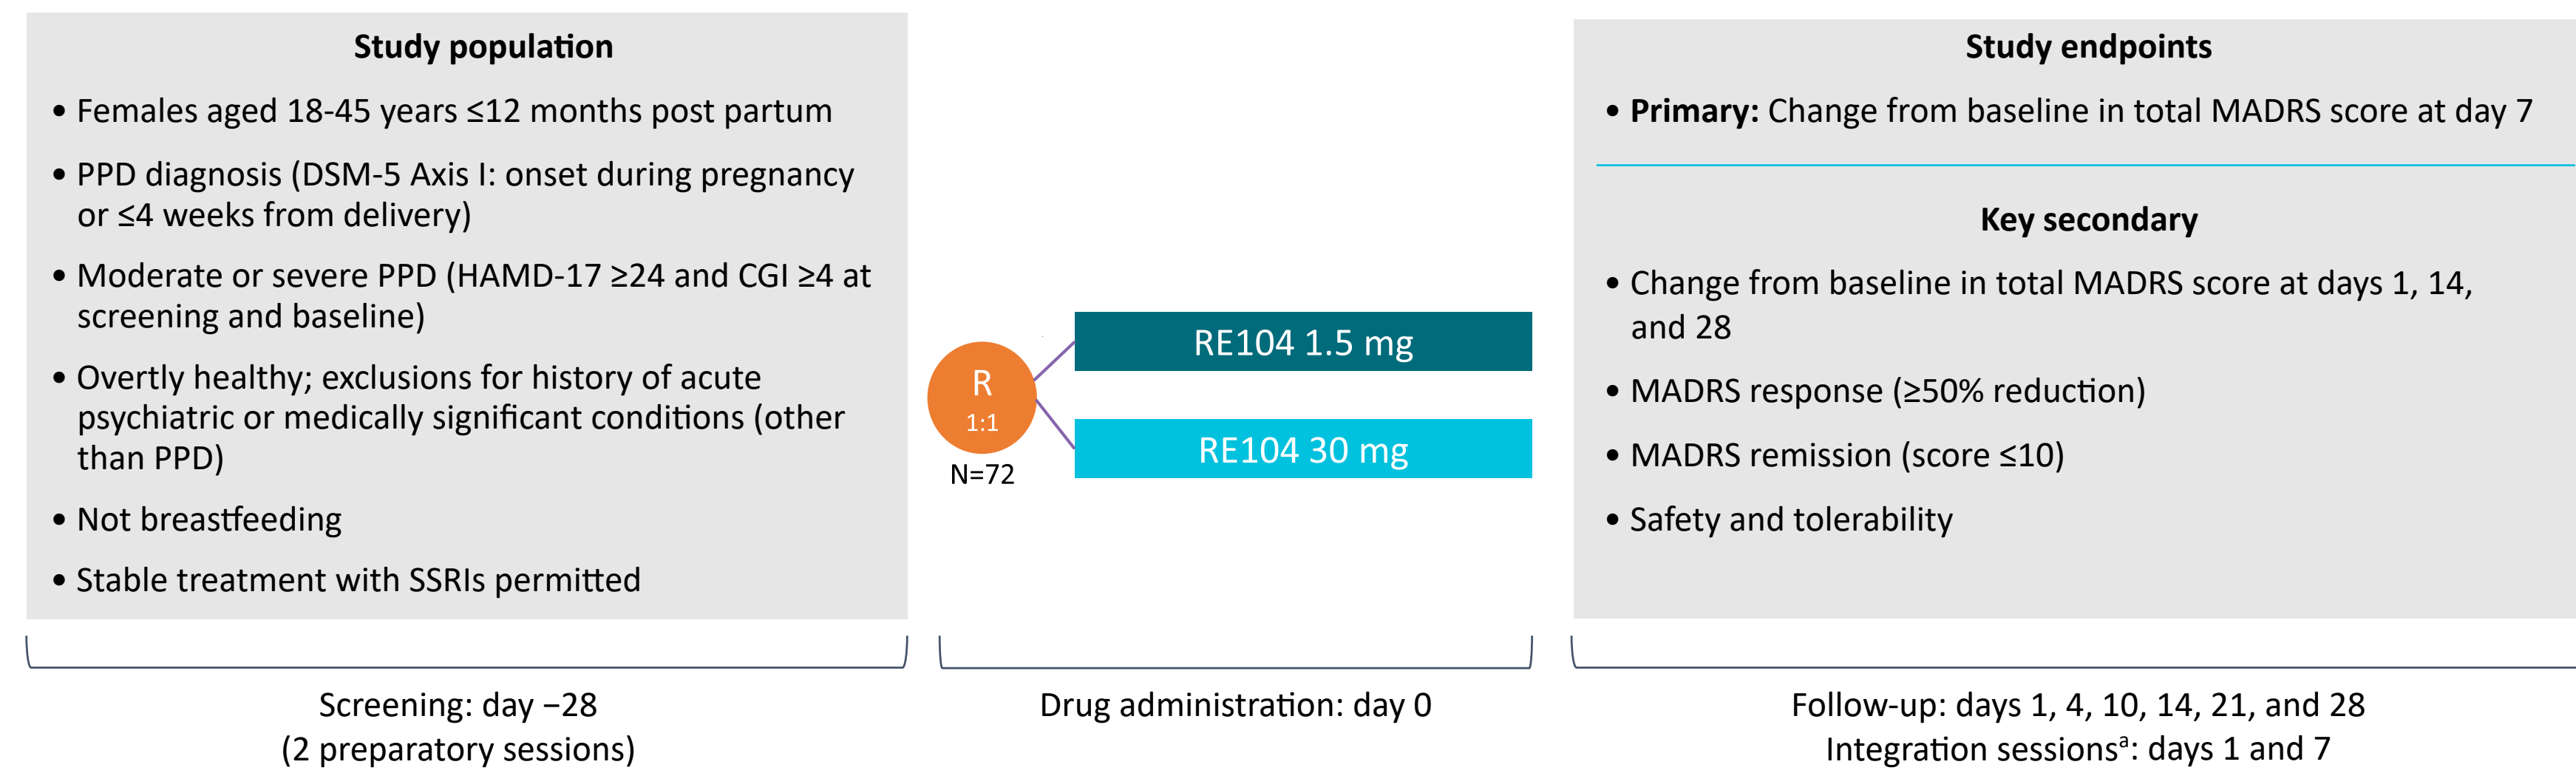 Study population
• Females aged 18-45 years ≤12 months post partum
• PPD diagnosis (DSM-5 Axis I: onset during pregnancy
or ≤4 weeks from delivery)
• Moderate or severe PPD (HAMD-17 ≥24 and CGI ≥4 at
screening and baseline)
• Overtly healthy; exclusions for history of acute
psychiatric or medically significant conditions (other
than PPD)
• Not breastfeeding
• Stable treatment with SSRIs permitted
Screening: day −28
(2 preparatory sessions)
R
1:1
N=72
RE104 1.5 mg
RE104 30 mg
Drug administration: day 0
Study endpoints
• Primary: Change from baseline in total MADRS score at day 7
Key secondary
• Change from baseline in total MADRS score at days 1, 14,
and 28
• MADRS response (≥50% reduction)
• MADRS remission (score ≤10)
• Safety and tolerability
Follow-up: days 1, 4, 10, 14, 21, and 28
Integration sessionsᵃ: days 1 and 7